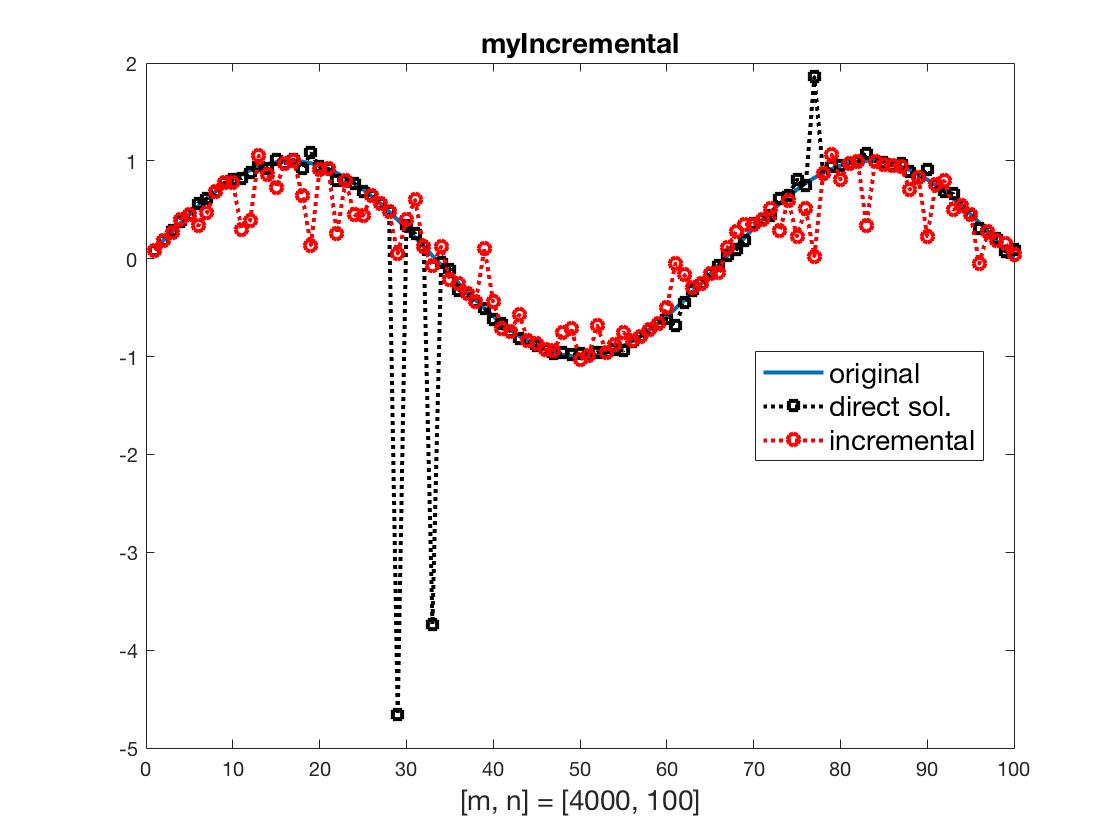 myIncremental
2
1
0
-1
-2
-3
-4
-5
original
direct sol.
incremental
0 10 20 30 40 50 60 70 80 90 100
[m, n] = [4000, 100]